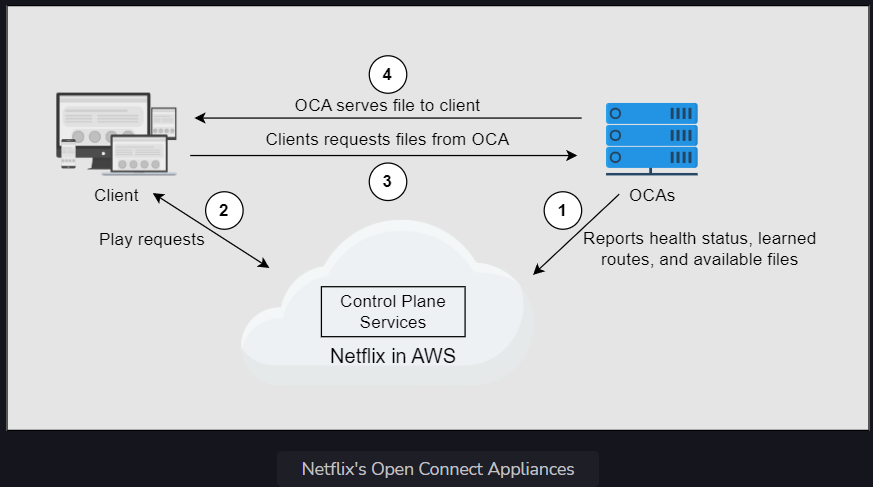 4
OCA serves file to client
Clients requests files from OCA
3
Client
2
1
OCAs
Play requests
Reports health status, learned
routes, and available files
Control Plane
Services
Netflix in AWS
Netflix's Open Connect Appliances